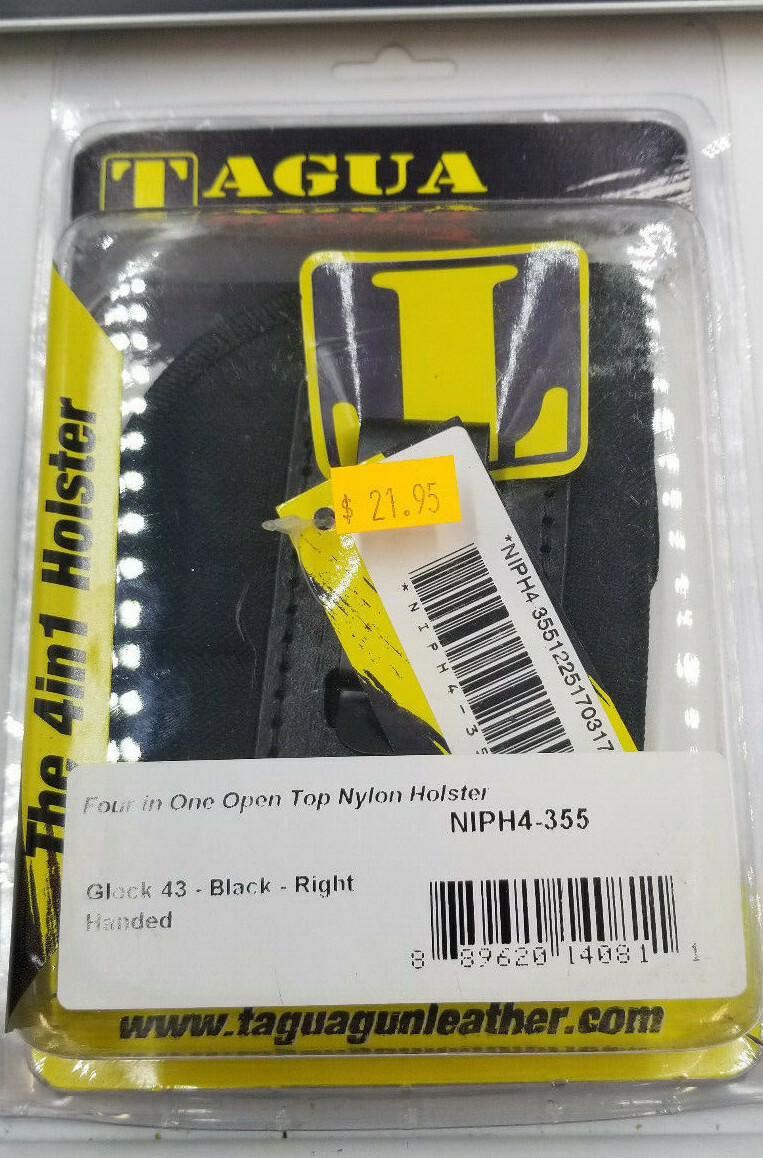 TAGUA
The 4in1 Holster
$ 21.95
*NIPH4 3551225170317
*NIPH4-35
Four in One Open Top Nylon Holster
NIPH4-355
Glock 43 - Black - Right
Handed
8 89620 14081 1
www.taguagunleather.com